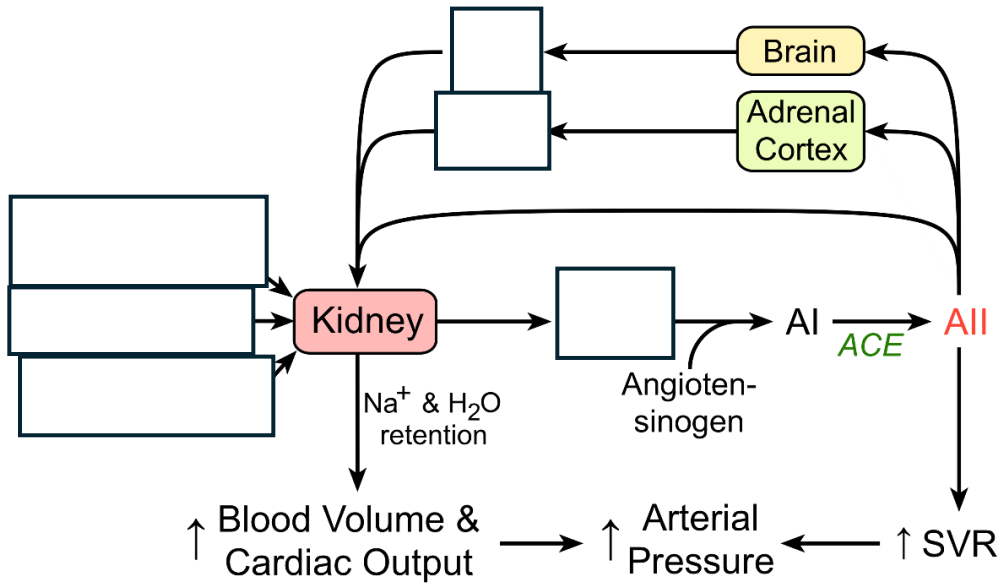 Brain
Adrenal
Cortex
Kidney
AI
ACE
AII
Angioten-
sinogen
Na⁺ & H₂O
retention
↑ Blood Volume &
Cardiac Output
↑ Arterial
Pressure
↑ SVR